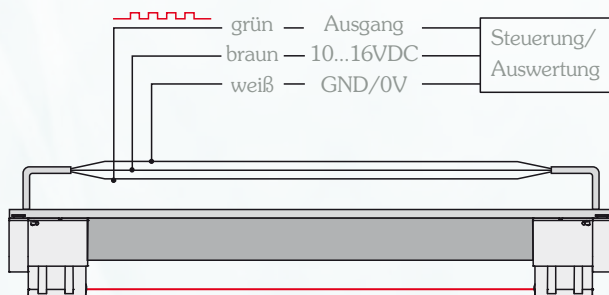 grün — Ausgang
braun — 10...16VDC
weiß — GND/0V
Steuerung/
Auswertung